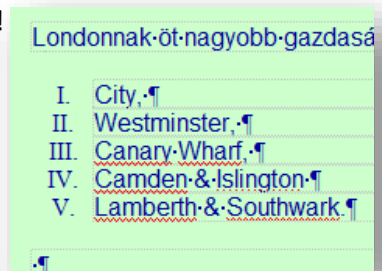 !
Londonnak·öt·nagyobb·gazdasá
I. City,·¶
II. Westminster,·¶
III. Canary·Wharf,·¶
IV. Camden·&·Islington·¶
V. Lamberth·&·Southwark.¶
·¶